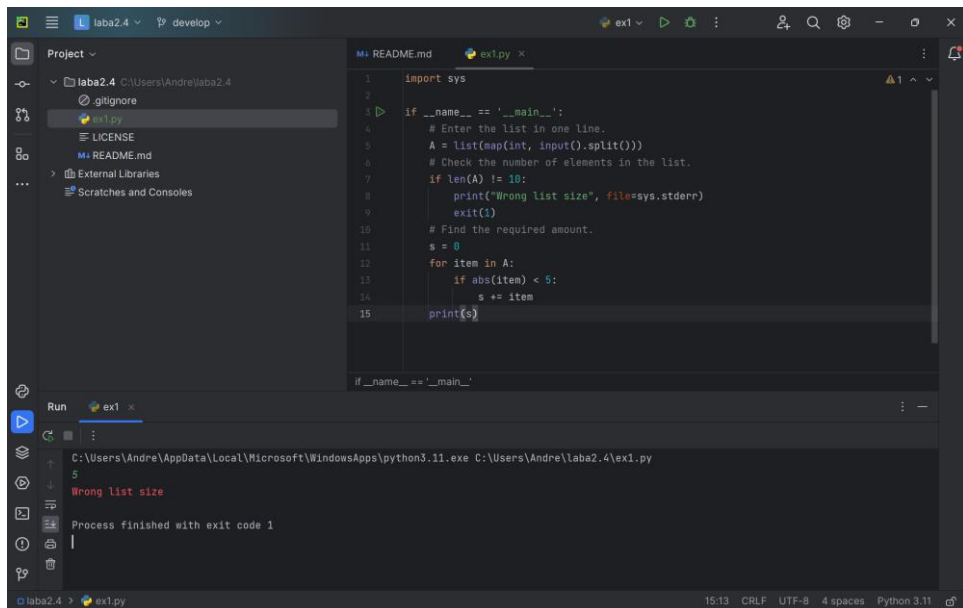 L laba2.4 develop ex1
Project
laba2.4 C:\Users\Andre\laba2.4
.gitignore
ex1.py
LICENSE
M↓ README.md
External Libraries
Scratches and Consoles
M↓ README.md ex1.py
1 import sys
2
3 if __name__ == '__main__':
4 # Enter the list in one line.
5 A = list(map(int, input().split()))
6 # Check the number of elements in the list.
7 if len(A) != 10:
8 print("Wrong list size", file=sys.stderr)
9 exit(1)
10 # Find the required amount.
11 s = 0
12 for item in A:
13 if abs(item) < 5:
14 s += item
15 print(s)
1
if __name__ == '__main__'
Run ex1
C:\Users\Andre\AppData\Local\Microsoft\WindowsApps\python3.11.exe C:\Users\Andre\laba2.4\ex1.py
5
Wrong list size
Process finished with exit code 1
laba2.4 > ex1.py
15:13 CRLF UTF-8 4 spaces Python 3.11